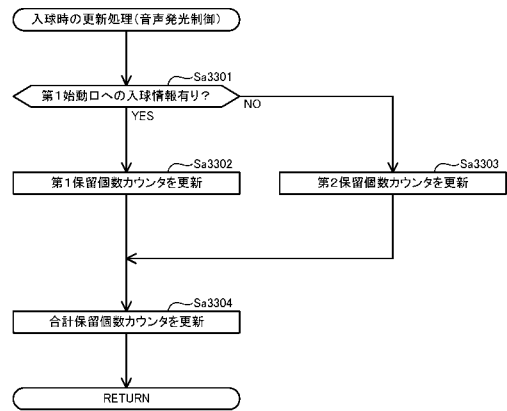 入球時の更新処理(音声発光制御)
Sa3301
第1始動口への入球情報有り?
YES
NO
Sa3302
第1保留個数カウンタを更新
Sa3303
第2保留個数カウンタを更新
Sa3304
合計保留個数カウンタを更新
RETURN